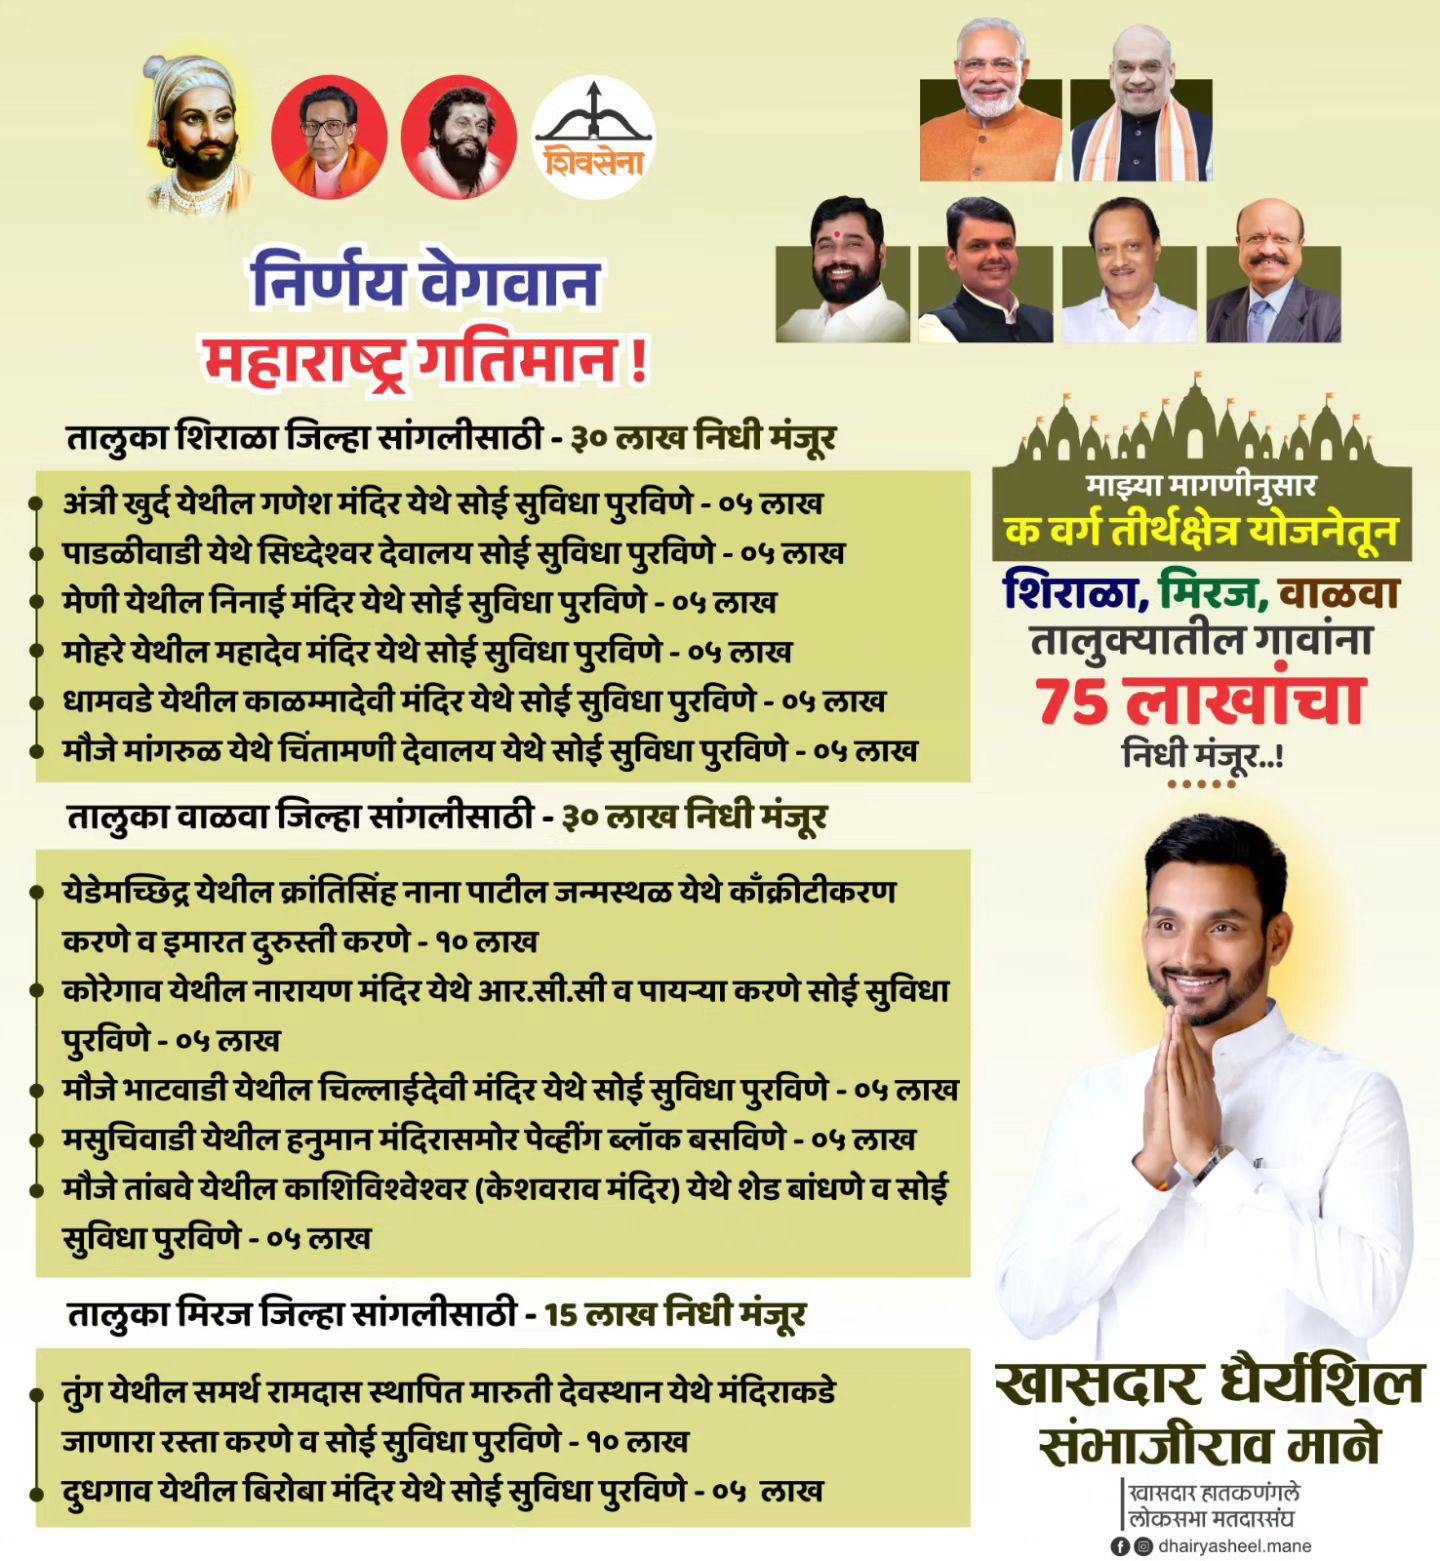 शिवसेना
निर्णय वेगवान
महाराष्ट्र गतिमान !
तालुका शिराळा जिल्हा सांगलीसाठी - ३० लाख निधी मंजूर
अंत्री खुर्द येथील गणेश मंदिर येथे सोई सुविधा पुरविणे - ०५ लाख
पाडळीवाडी येथे सिध्देश्वर देवालय सोई सुविधा पुरविणे - ०५ लाख
मेणी येथील निनाई मंदिर येथे सोई सुविधा पुरविणे - ०५ लाख
मोहरे येथील महादेव मंदिर येथे सोई सुविधा पुरविणे - ०५ लाख
धामवडे येथील काळम्मादेवी मंदिर येथे सोई सुविधा पुरविणे - ०५ लाख
मौजे मांगरुळ येथे चिंतामणी देवालय येथे सोई सुविधा पुरविणे - ०५ लाख
तालुका वाळवा जिल्हा सांगलीसाठी - ३० लाख निधी मंजूर
येडेमच्छिद्र येथील क्रांतिसिंह नाना पाटील जन्मस्थळ येथे काँक्रीटीकरण
करणे व इमारत दुरुस्ती करणे - १० लाख
कोरेगाव येथील नारायण मंदिर येथे आर.सी.सी व पायऱ्या करणे सोई सुविधा
पुरविणे - ०५ लाख
मौजे भाटवाडी येथील चिल्लाईदेवी मंदिर येथे सोई सुविधा पुरविणे - ०५ लाख
मसुचिवाडी येथील हनुमान मंदिरासमोर पेव्हींग ब्लॉक बसविणे - ०५ लाख
मौजे तांबवे येथील काशिविश्वेश्वर (केशवराव मंदिर) येथे शेड बांधणे व सोई
सुविधा पुरविणे - ०५ लाख
तालुका मिरज जिल्हा सांगलीसाठी - 15 लाख निधी मंजूर
तुंग येथील समर्थ रामदास स्थापित मारुती देवस्थान येथे मंदिराकडे
जाणारा रस्ता करणे व सोई सुविधा पुरविणे - १० लाख
दुधगाव येथील बिरोबा मंदिर येथे सोई सुविधा पुरविणे - ०५ लाख
माझ्या मागणीनुसार
क वर्ग तीर्थक्षेत्र योजनेतून
शिराळा, मिरज, वाळवा
तालुक्यातील गावांना
75 लाखांचा
निधी मंजूर..!
खासदार धैर्यशिल
संभाजीराव माने
खासदार हातकणंगले
लोकसभा मतदारसंघ
dhairyasheel.mane